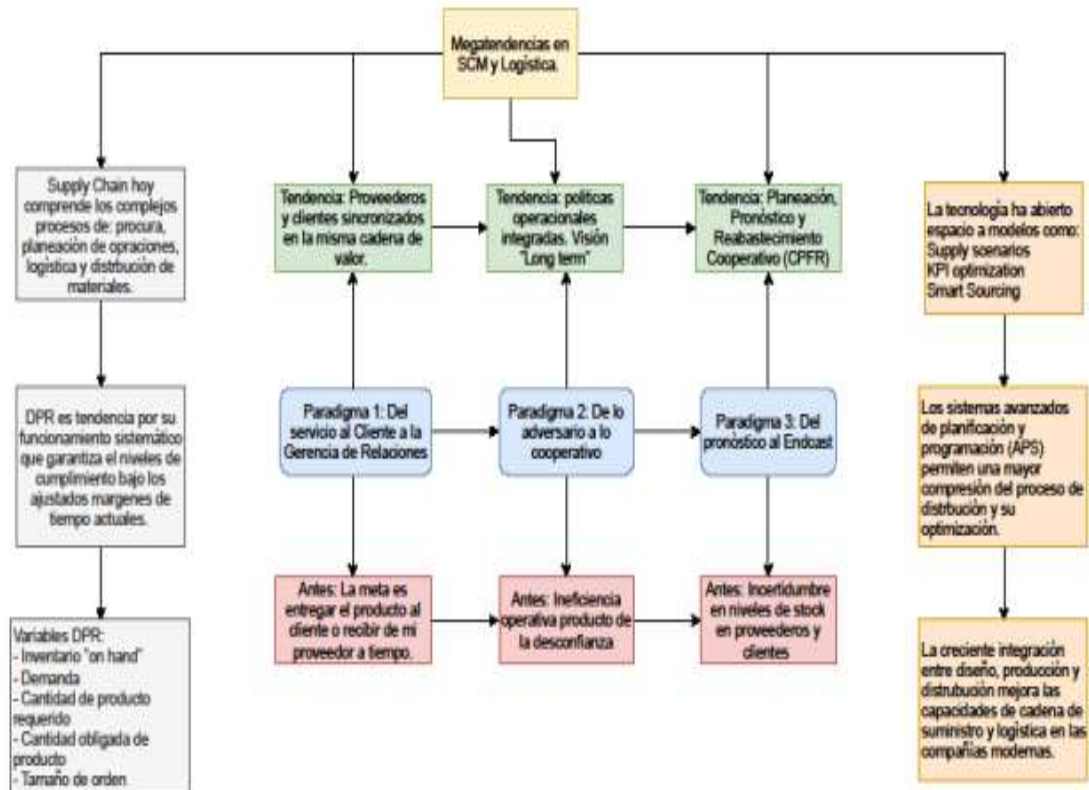 Megatendencias en
SCM y Logística.
Supply Chain hoy
comprende los complejos
procesos de: procura,
planeación de opraciones,
logística y distrbución de
materiales.
Tendencia: Proveederos
y clientes sincronizados
en la misma cadena de
valor.
Tendencia: políticas
operacionales
integradas. Visión
"Long term"
Tendencia: Planeación,
Pronóstico y
Reabastecimiento
Cooperativo (CPFR)
La tecnología ha abierto
espacio a modelos como:
Supply scenarios
KPI optimization
Smart Sourcing
DPR es tendencia por su
funcionamiento sistemático
que garantiza el niveles de
cumplimiento bajo los
ajustados margenes de
tiempo actuales.
Paradigma 1: Del
servicio al Cliente a la
Gerencia de Relaciones
Paradigma 2: De lo
adversario a lo
cooperativo
Paradigma 3: Del
pronóstico al Endcast
Los sistemas avanzados
de planificación y
programación (APS)
permiten una mayor
compresión del proceso de
distrbución y su
optimización.
Antes: La meta es
entregar el producto al
cliente o recibir de mi
proveedor a tiempo.
Antes: Ineficiencia
operativa producto de
la desconfianza
Antes: Incertidumbre
en niveles de stock
en proveederos y
clientes
Variables DPR:
- Inventario "on hand"
- Demanda
- Cantidad de producto
requerido
- Cantidad obligada de
producto
- Tamaño de orden
La creciente integración
entre diseño, producción y
distrubución mejora las
capacidades de cadena de
suministro y logística en las
compañias modernas.